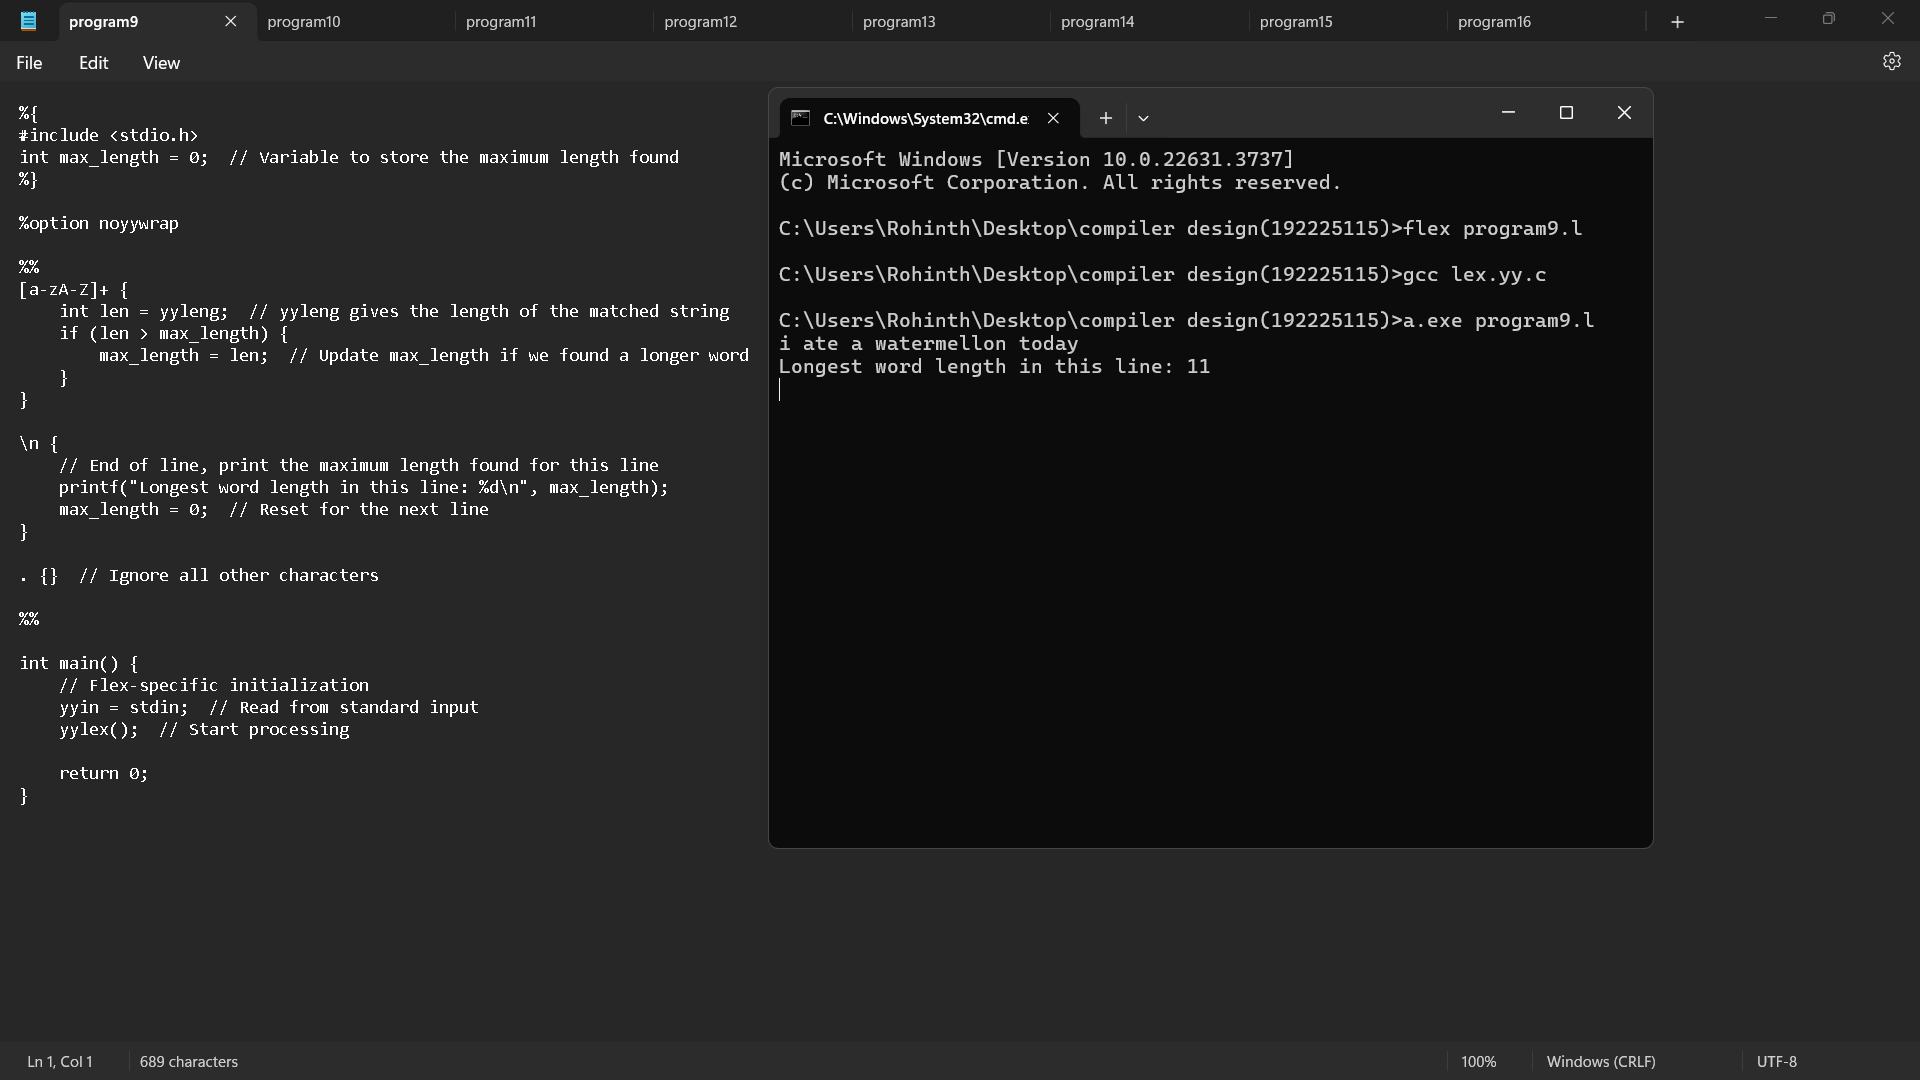 program9
program10
program11
program12
program13
program14
program15
program16
File
Edit
View
%{
#include <stdio.h>
int max_length = 0;  // Variable to store the maximum length found
%}
%option noyywrap
%%
[a-zA-Z]+ {
    int len = yyleng;  // yyleng gives the length of the matched string
    if (len > max_length) {
        max_length = len;  // Update max_length if we found a longer word
    }
}
\n {
    // End of line, print the maximum length found for this line
    printf("Longest word length in this line: %d\n", max_length);
    max_length = 0;  // Reset for the next line
}
. {}  // Ignore all other characters
%%
int main() {
    // Flex-specific initialization
    yyin = stdin;  // Read from standard input
    yylex();  // Start processing
    return 0;
}
C:\Windows\System32\cmd.e
Microsoft Windows [Version 10.0.22631.3737]
(c) Microsoft Corporation. All rights reserved.
C:\Users\Rohinth\Desktop\compiler design(192225115)>flex program9.l
C:\Users\Rohinth\Desktop\compiler design(192225115)>gcc lex.yy.c
C:\Users\Rohinth\Desktop\compiler design(192225115)>a.exe program9.l
i ate a watermellon today
Longest word length in this line: 11
Ln 1, Col 1
689 characters
100%
Windows (CRLF)
UTF-8